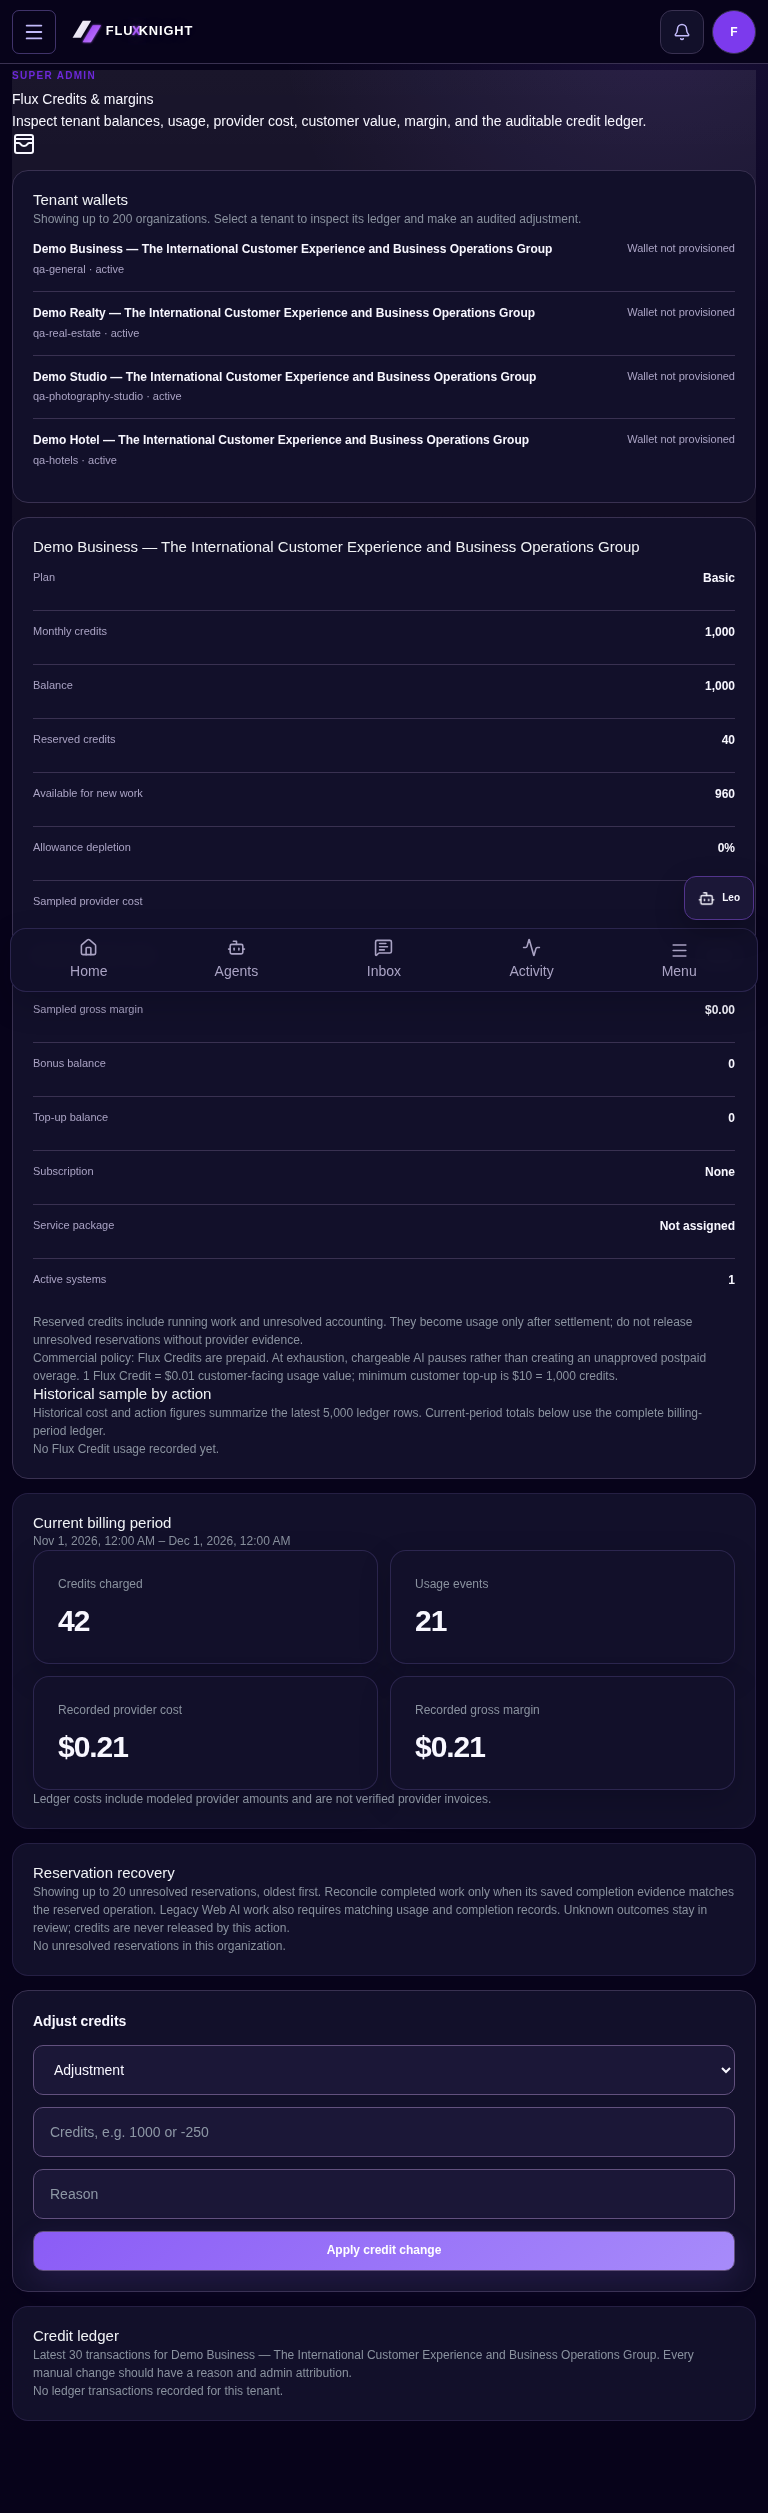 FLUXKNIGHT
F
SUPER ADMIN
Flux Credits & margins
Inspect tenant balances, usage, provider cost, customer value, margin, and the auditable credit ledger.
Tenant wallets
Showing up to 200 organizations. Select a tenant to inspect its ledger and make an audited adjustment.
Demo Business — The International Customer Experience and Business Operations Group
Wallet not provisioned
qa-general · active
Demo Realty — The International Customer Experience and Business Operations Group
Wallet not provisioned
qa-real-estate · active
Demo Studio — The International Customer Experience and Business Operations Group
Wallet not provisioned
qa-photography-studio · active
Demo Hotel — The International Customer Experience and Business Operations Group
Wallet not provisioned
qa-hotels · active
Demo Business — The International Customer Experience and Business Operations Group
Plan
Basic
Monthly credits
1,000
Balance
1,000
Reserved credits
40
Available for new work
960
Allowance depletion
0%
Sampled provider cost
Leo
Home
Agents
Inbox
Activity
Menu
Sampled gross margin
$0.00
Bonus balance
0
Top-up balance
0
Subscription
None
Service package
Not assigned
Active systems
1
Reserved credits include running work and unresolved accounting. They become usage only after settlement; do not release
unresolved reservations without provider evidence.
Commercial policy: Flux Credits are prepaid. At exhaustion, chargeable AI pauses rather than creating an unapproved postpaid
overage. 1 Flux Credit = $0.01 customer-facing usage value; minimum customer top-up is $10 = 1,000 credits.
Historical sample by action
Historical cost and action figures summarize the latest 5,000 ledger rows. Current-period totals below use the complete billing-
period ledger.
No Flux Credit usage recorded yet.
Current billing period
Nov 1, 2026, 12:00 AM – Dec 1, 2026, 12:00 AM
Credits charged
42
Usage events
21
Recorded provider cost
$0.21
Recorded gross margin
$0.21
Ledger costs include modeled provider amounts and are not verified provider invoices.
Reservation recovery
Showing up to 20 unresolved reservations, oldest first. Reconcile completed work only when its saved completion evidence matches
the reserved operation. Legacy Web AI work also requires matching usage and completion records. Unknown outcomes stay in
review; credits are never released by this action.
No unresolved reservations in this organization.
Adjust credits
Adjustment
Credits, e.g. 1000 or -250
Reason
Apply credit change
Credit ledger
Latest 30 transactions for Demo Business — The International Customer Experience and Business Operations Group. Every
manual change should have a reason and admin attribution.
No ledger transactions recorded for this tenant.